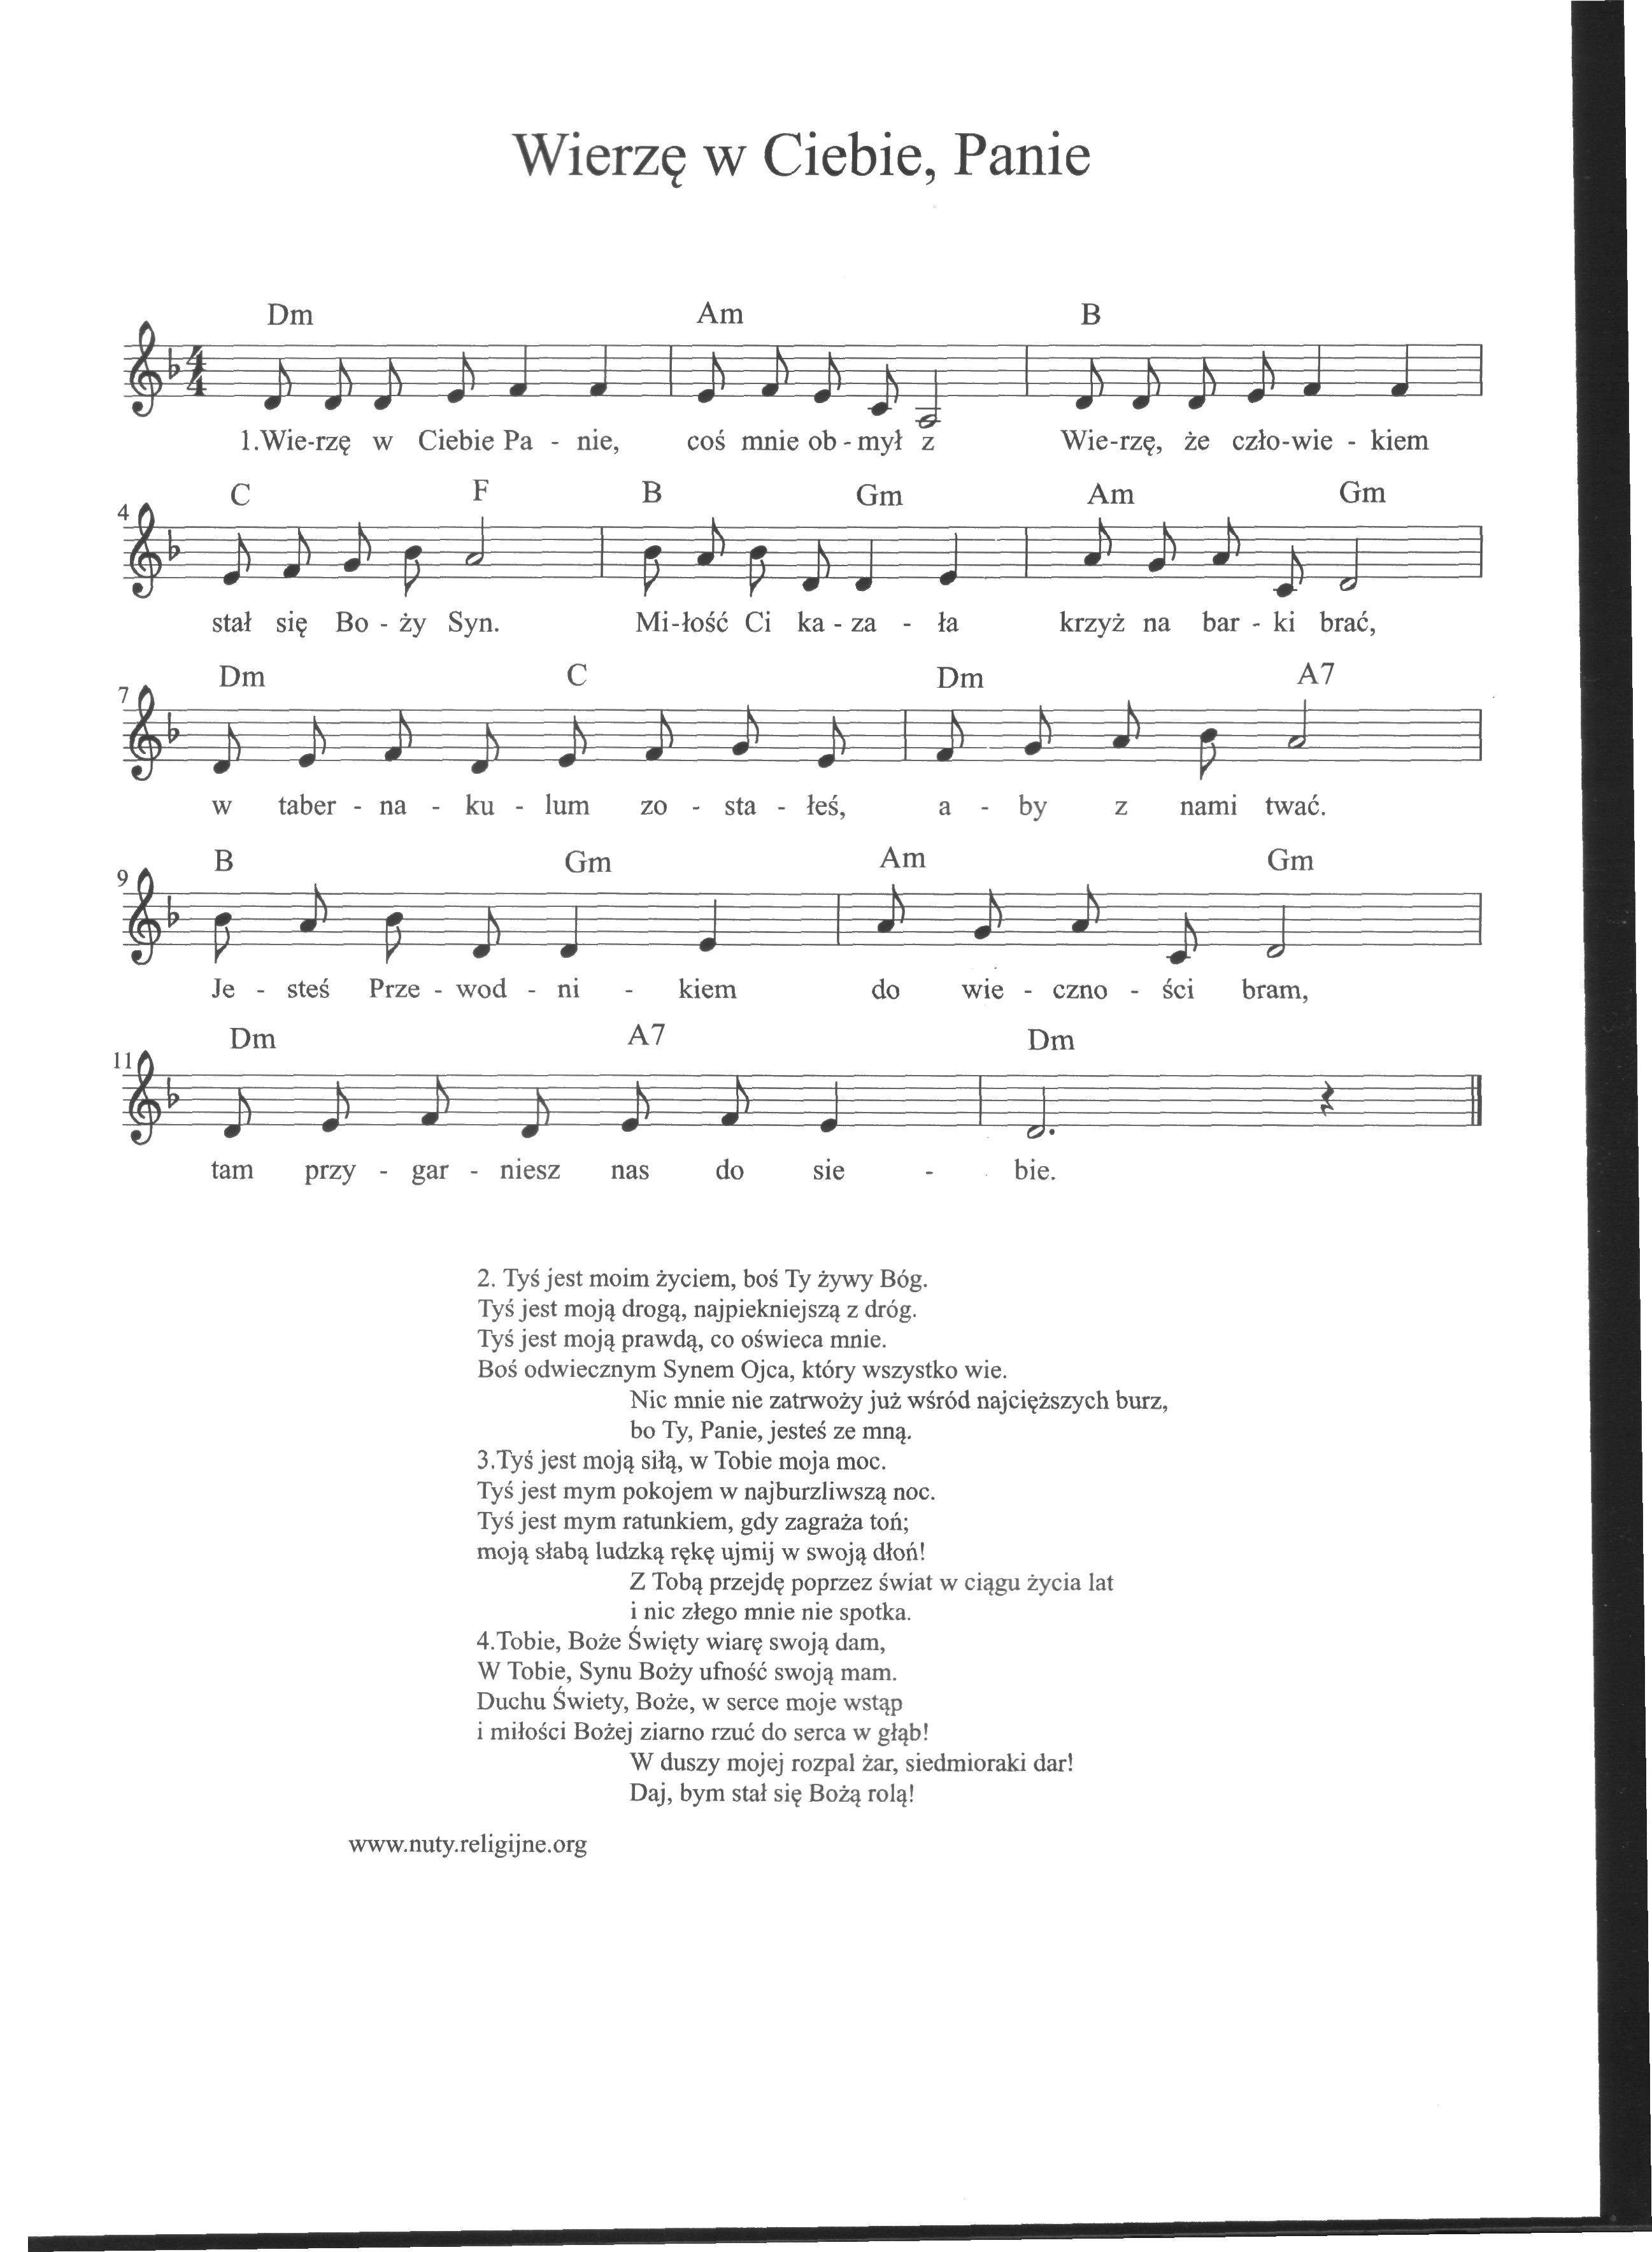 Wierzę w Ciebie, Panie
Dm Am B
4
4
1.Wie-rzę w Ciebie Pa - nie, coś mnie ob - mył z Wie-rzę, że czło-wie - kiem
C F B Gm Am Gm
4
stał się Bo - ży Syn. Mi-łość Ci ka - za - ła krzyż na bar - ki brać,
Dm C Dm A7
7
w taber - na - ku - lum zo - sta - łeś, a - by z nami twać.
B Gm Am Gm
9
Je - steś Prze - wod - ni - kiem do wie - czno - ści bram,
Dm A7 Dm
11
tam przy - gar - niesz nas do sie - bie.
2. Tyś jest moim życiem, boś Ty żywy Bóg.
Tyś jest moją drogą, najpiekniejszą z dróg.
Tyś jest moją prawdą, co oświeca mnie.
Boś odwiecznym Synem Ojca, który wszystko wie.
Nic mnie nie zatrwoży już wśród najcięższych burz,
bo Ty, Panie, jesteś ze mną.
3.Tyś jest moją siłą, w Tobie moja moc.
Tyś jest mym pokojem w najburzliwszą noc.
Tyś jest mym ratunkiem, gdy zagraża toń;
moją słabą ludzką rękę ujmij w swoją dłoń!
Z Tobą przejdę poprzez świat w ciągu życia lat
i nic złego mnie nie spotka.
4.Tobie, Boże Święty wiarę swoją dam,
W Tobie, Synu Boży ufność swoją mam.
Duchu Świety, Boże, w serce moje wstąp
i miłości Bożej ziarno rzuć do serca w głąb!
W duszy mojej rozpal żar, siedmioraki dar!
Daj, bym stał się Bożą rolą!
www.nuty.religijne.org